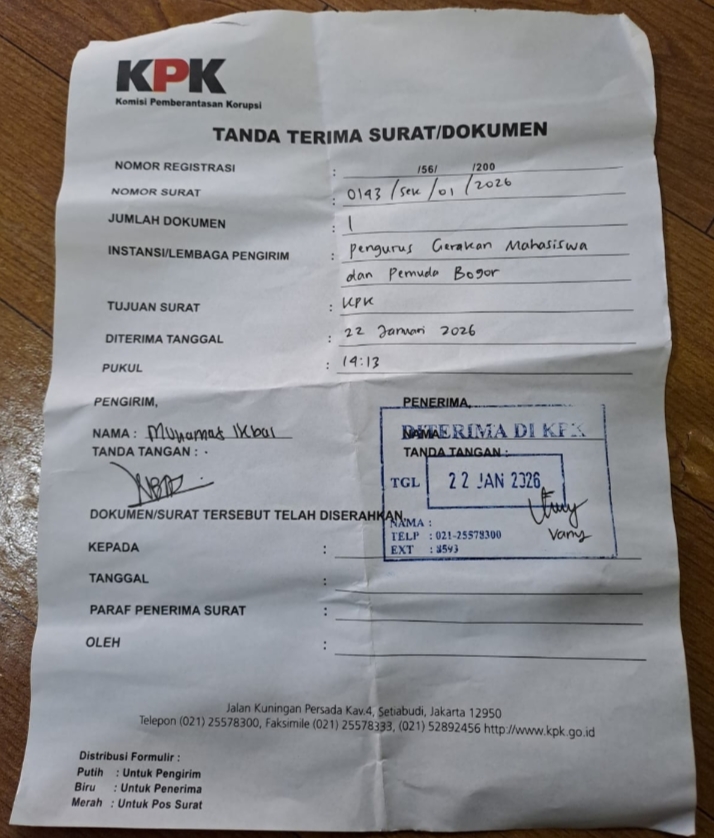 KPK
Komisi Pemberantasan Korupsi
TANDA TERIMA SURAT/DOKUMEN
NOMOR REGISTRASI : /56/ /200
NOMOR SURAT : 0143/Sek/01/2026
JUMLAH DOKUMEN : 1
INSTANSI/LEMBAGA PENGIRIM : Pengurus Gerakan Mahasiswa
dan Pemuda Bogor
TUJUAN SURAT : KPK
DITERIMA TANGGAL : 22 Januari 2026
PUKUL : 14:13
PENGIRIM, PENERIMA,
NAMA : Muhamad Ikbal NAMA
DITERIMA DI KPK
TANDA TANGAN : TANDA TANGAN :
TGL 22 JAN 2026
DOKUMEN/SURAT TERSEBUT TELAH DISERAHKAN
NAMA :
TELP : 021-25578300
EXT : 8543
KEPADA :
TANGGAL :
PARAF PENERIMA SURAT :
OLEH :
Jalan Kuningan Persada Kav.4, Setiabudi, Jakarta 12950
Telepon (021) 25578300, Faksimile (021) 25578333, (021) 52892456 http://www.kpk.go.id
Distribusi Formulir :
Putih : Untuk Pengirim
Biru : Untuk Penerima
Merah : Untuk Pos Surat